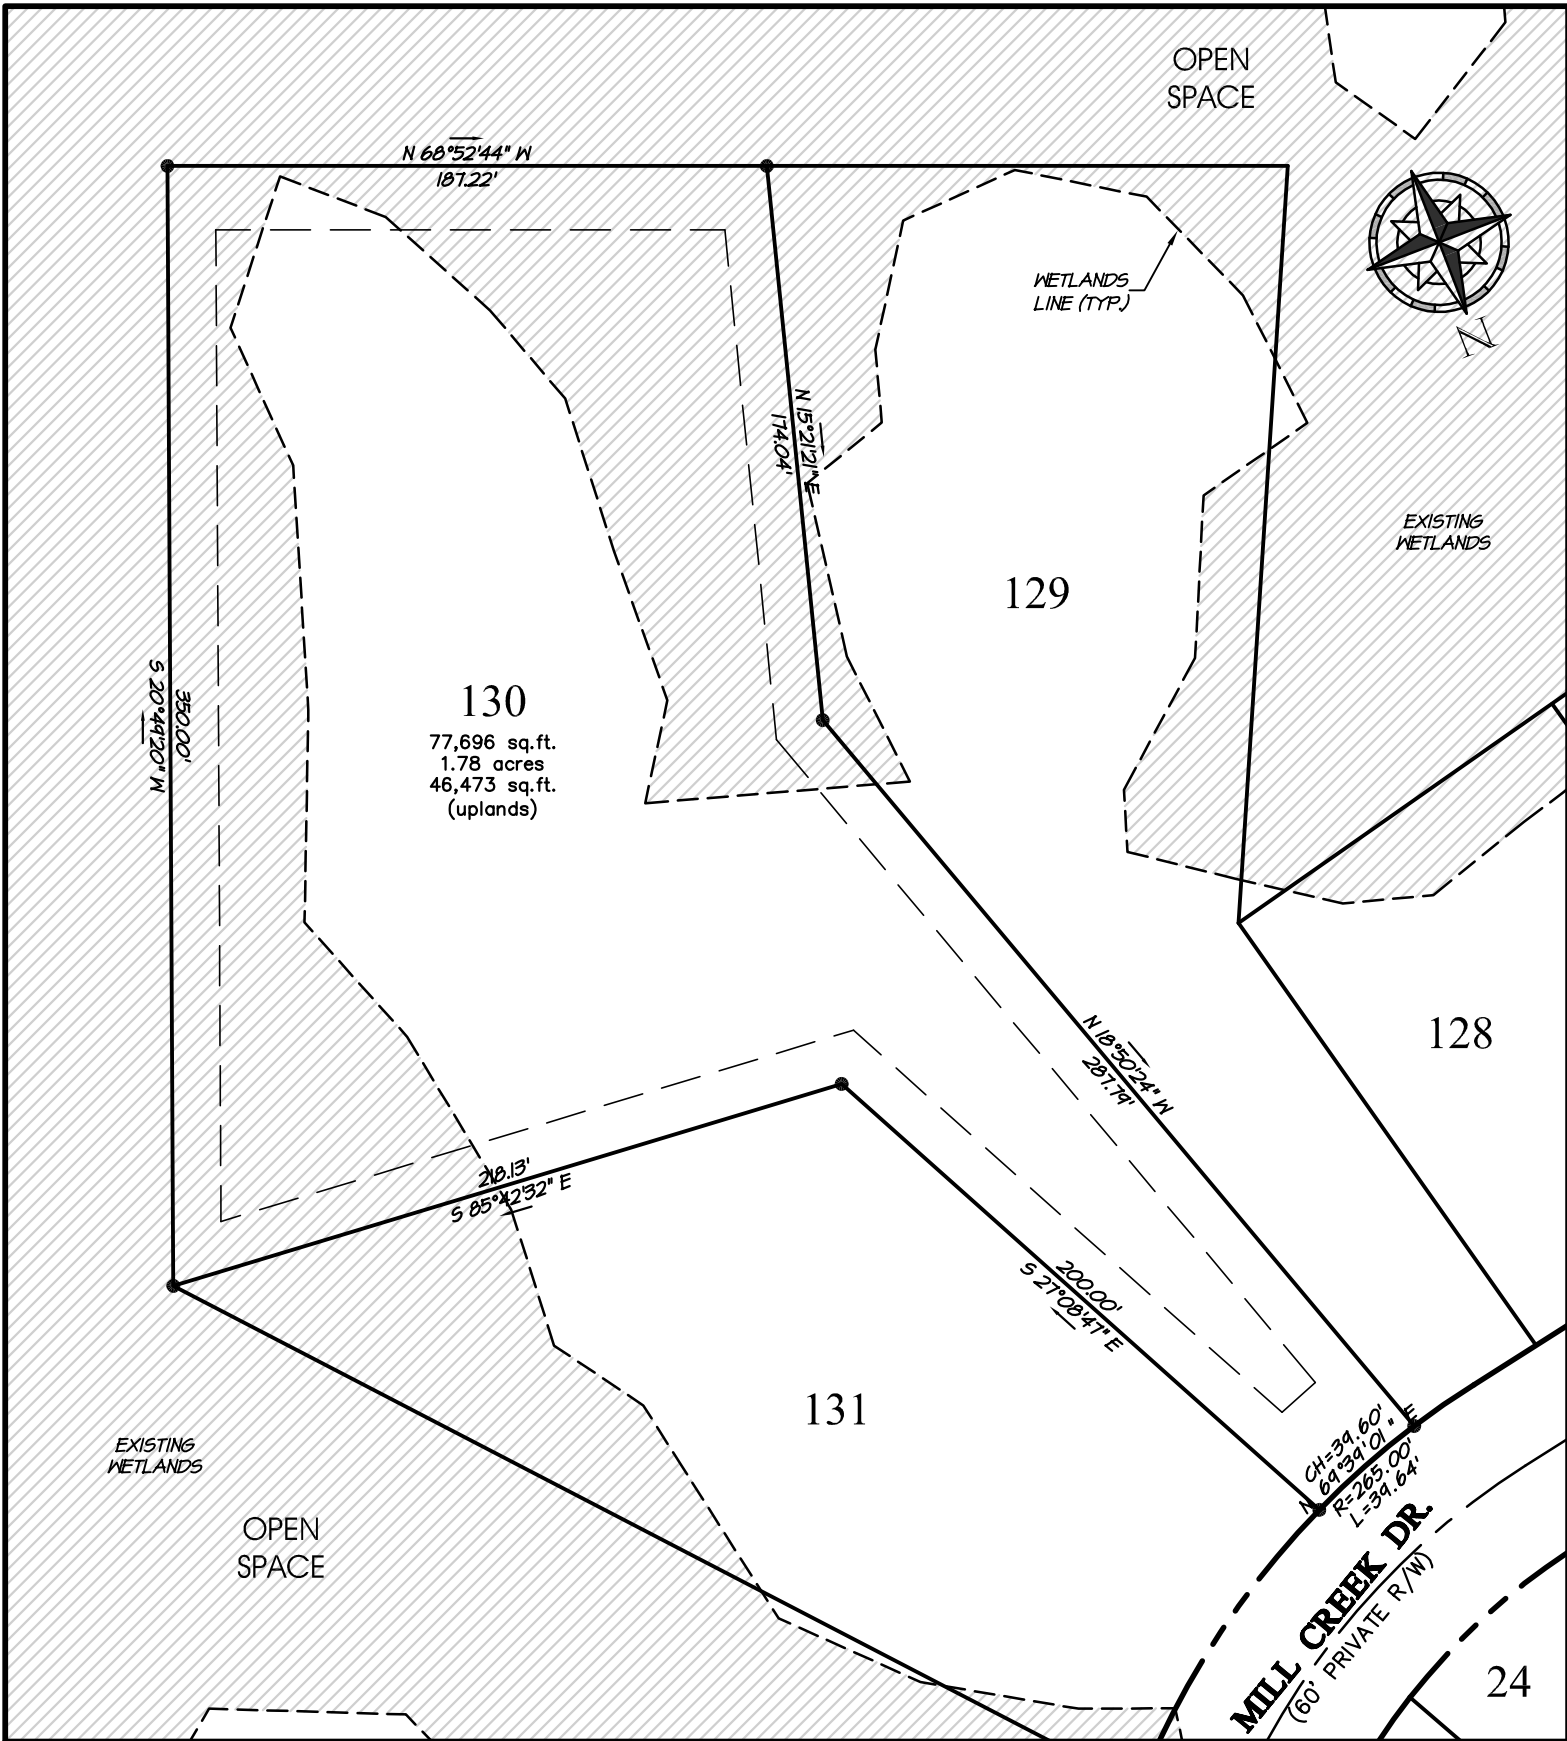 OPEN
SPACE
N 68°52'44" W
187.22'
WETLANDS
LINE (TYP.)
N
N 15°21'21" E
174.04'
EXISTING
WETLANDS
129
130
77,696 sq.ft.
1.78 acres
46,473 sq.ft.
(uplands)
350.00'
S 20°44'20" W
128
N 18°50'24" W
287.79'
218.13'
S 85°42'32" E
200.00'
S 27°08'47" E
131
CH=39.60'
N 69°39'01" E
R=265.00'
L=39.64'
EXISTING
WETLANDS
OPEN
SPACE
MILL CREEK DR.
(60' PRIVATE R/W)
24